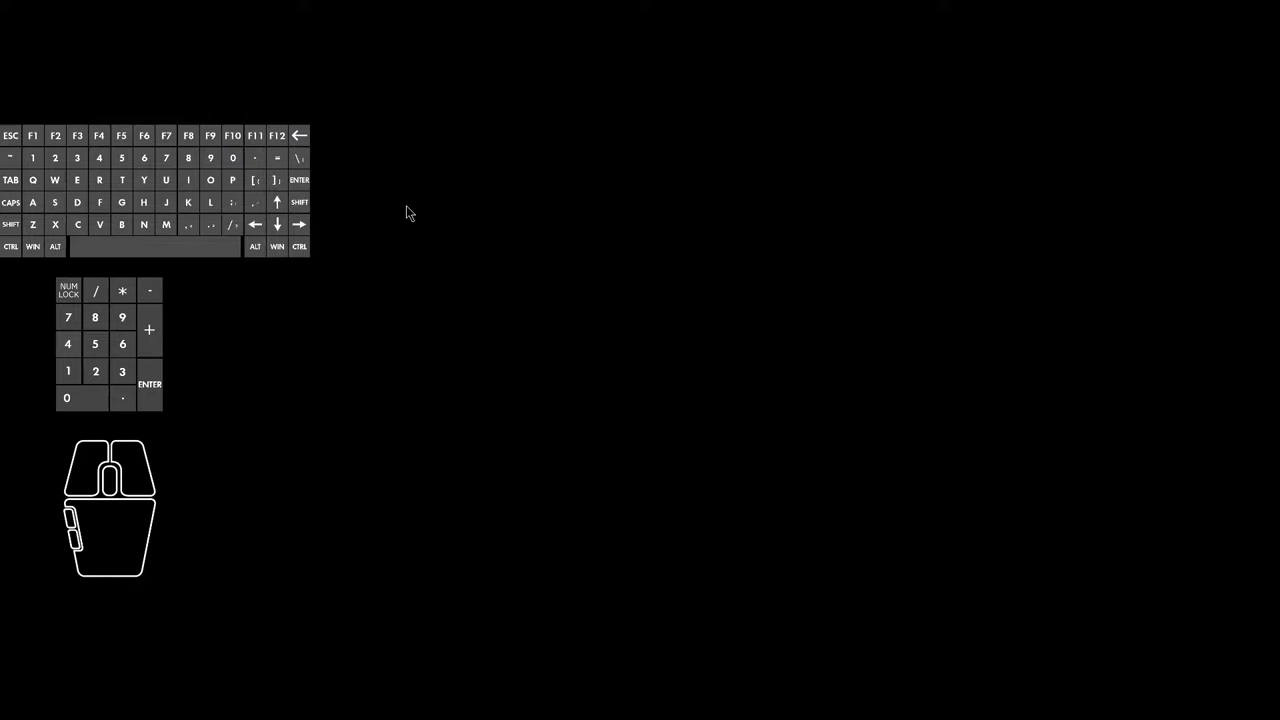 ESC F1 F2 F3 F4 F5 F6 F7 F8 F9 F10 F11 F12 ←
~ 1 2 3 4 5 6 7 8 9 0 - = \
TAB Q W E R T Y U I O P [ ] ENTER
CAPS A S D F G H J K L ; ↑ SHIFT
SHIFT Z X C V B N M , . / ← ↓ →
CTRL WIN ALT ALT WIN CTRL
NUM LOCK / * -
7 8 9 +
4 5 6
1 2 3 ENTER
0 .